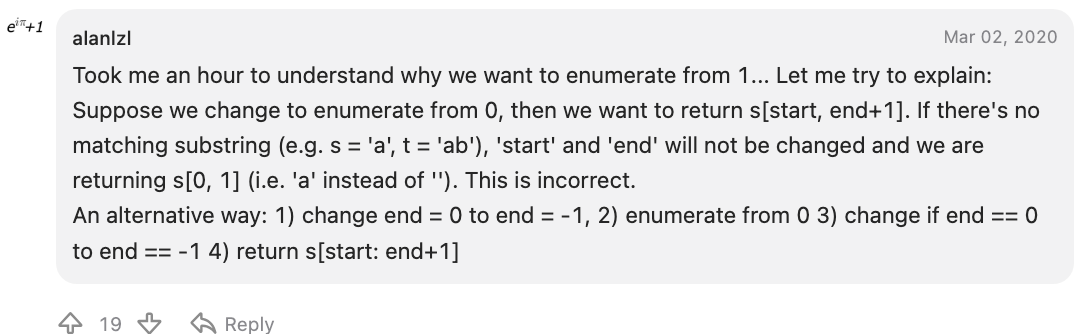 e^iπ+1
alanlzl
Mar 02, 2020
Took me an hour to understand why we want to enumerate from 1... Let me try to explain:
Suppose we change to enumerate from 0, then we want to return s[start, end+1]. If there's no
matching substring (e.g. s = 'a', t = 'ab'), 'start' and 'end' will not be changed and we are
returning s[0, 1] (i.e. 'a' instead of ''). This is incorrect.
An alternative way: 1) change end = 0 to end = -1, 2) enumerate from 0 3) change if end == 0
to end == -1 4) return s[start: end+1]
19
Reply